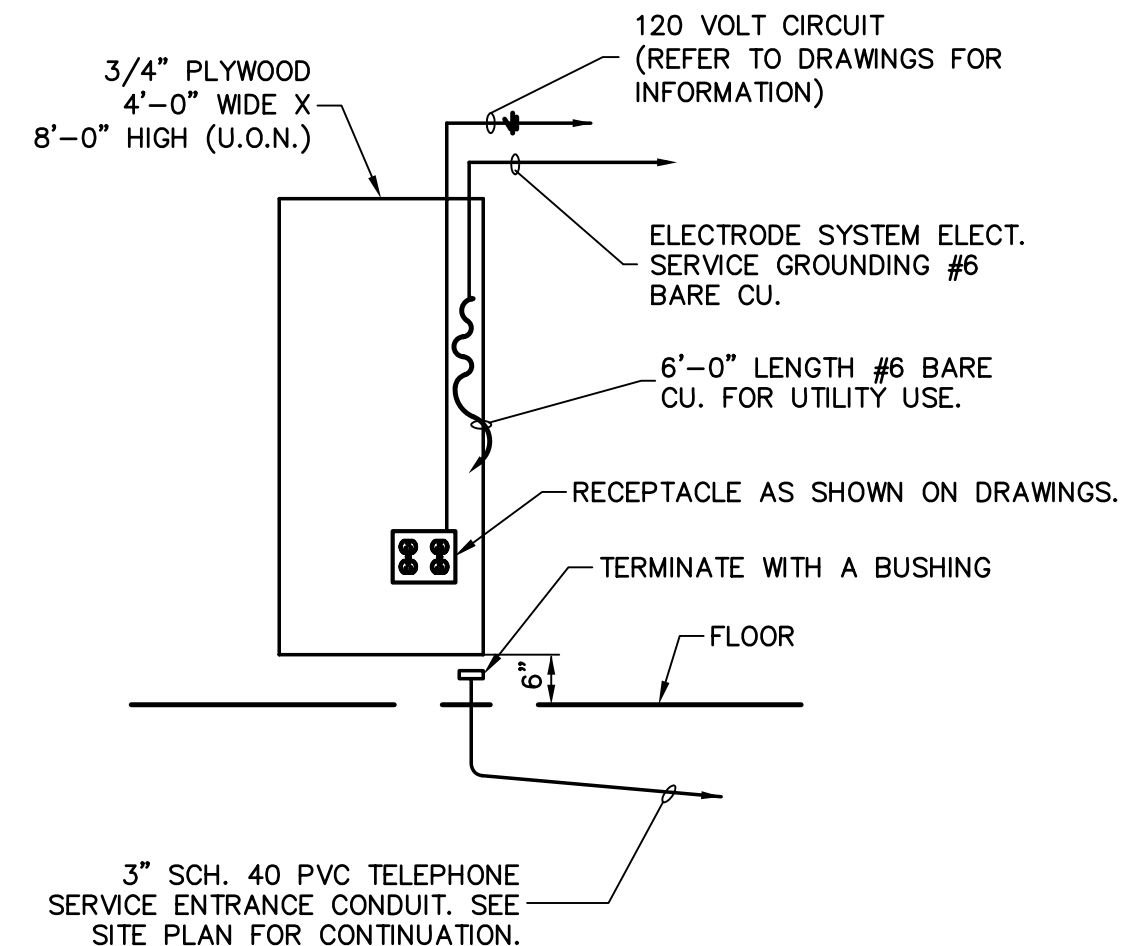 120 VOLT CIRCUIT
(REFER TO DRAWINGS FOR
INFORMATION)
3/4" PLYWOOD
4'-0" WIDE X
8'-0" HIGH (U.O.N.)
ELECTRODE SYSTEM ELECT.
SERVICE GROUNDING #6
BARE CU.
6'-0" LENGTH #6 BARE
CU. FOR UTILITY USE.
RECEPTACLE AS SHOWN ON DRAWINGS.
TERMINATE WITH A BUSHING
FLOOR
6"
3" SCH. 40 PVC TELEPHONE
SERVICE ENTRANCE CONDUIT. SEE
SITE PLAN FOR CONTINUATION.